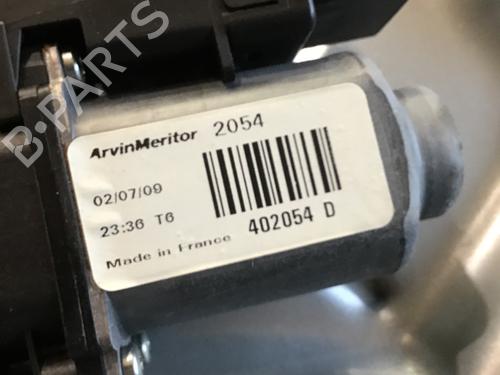 B-PARTS
ArvinMeritor 2054
02/07/09
23:36 T6
402054 D
Made in France